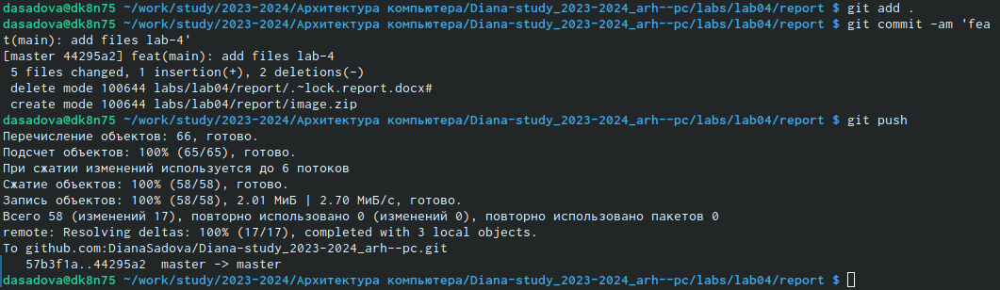 dasadova@dk8n75 ~/work/study/2023-2024/Архитектура компьютера/Diana-study_2023-2024_arh--pc/labs/lab04/report $ git add .
dasadova@dk8n75 ~/work/study/2023-2024/Архитектура компьютера/Diana-study_2023-2024_arh--pc/labs/lab04/report $ git commit -am 'fea
t(main): add files lab-4'
[master 44295a2] feat(main): add files lab-4
 5 files changed, 1 insertion(+), 2 deletions(-)
 delete mode 100644 labs/lab04/report/.~lock.report.docx#
 create mode 100644 labs/lab04/report/image.zip
dasadova@dk8n75 ~/work/study/2023-2024/Архитектура компьютера/Diana-study_2023-2024_arh--pc/labs/lab04/report $ git push
Перечисление объектов: 66, готово.
Подсчет объектов: 100% (65/65), готово.
При сжатии изменений используется до 6 потоков
Сжатие объектов: 100% (58/58), готово.
Запись объектов: 100% (58/58), 2.01 МиБ | 2.70 МиБ/с, готово.
Всего 58 (изменений 17), повторно использовано 0 (изменений 0), повторно использовано пакетов 0
remote: Resolving deltas: 100% (17/17), completed with 3 local objects.
To github.com:DianaSadova/Diana-study_2023-2024_arh--pc.git
   57b3f1a..44295a2  master -> master
dasadova@dk8n75 ~/work/study/2023-2024/Архитектура компьютера/Diana-study_2023-2024_arh--pc/labs/lab04/report $